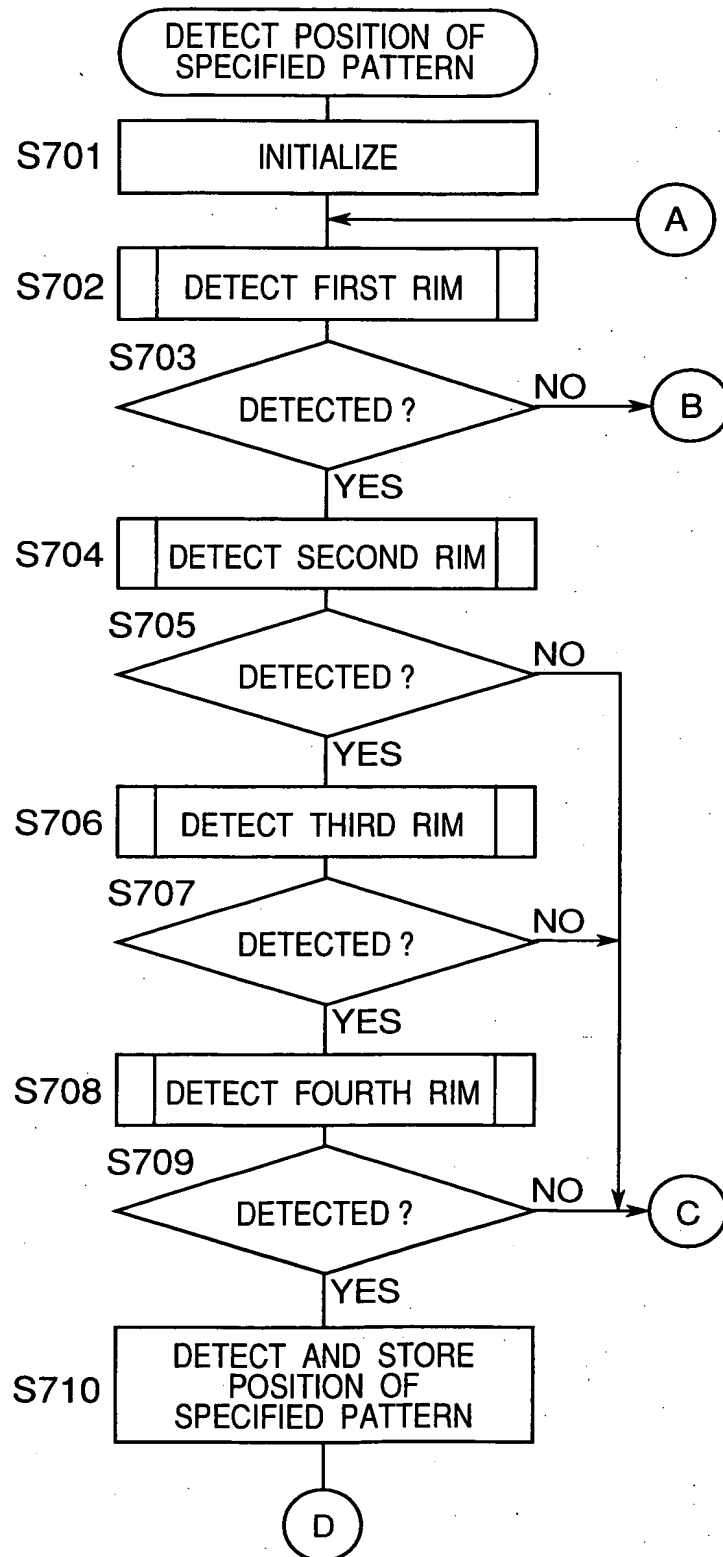 DETECT POSITION OF
SPECIFIED PATTERN
S701
INITIALIZE
A
S702
DETECT FIRST RIM
S703
DETECTED ?
NO
B
YES
S704
DETECT SECOND RIM
S705
DETECTED ?
NO
YES
S706
DETECT THIRD RIM
S707
DETECTED ?
NO
YES
S708
DETECT FOURTH RIM
S709
DETECTED ?
NO
C
YES
S710
DETECT AND STORE
POSITION OF
SPECIFIED PATTERN
D